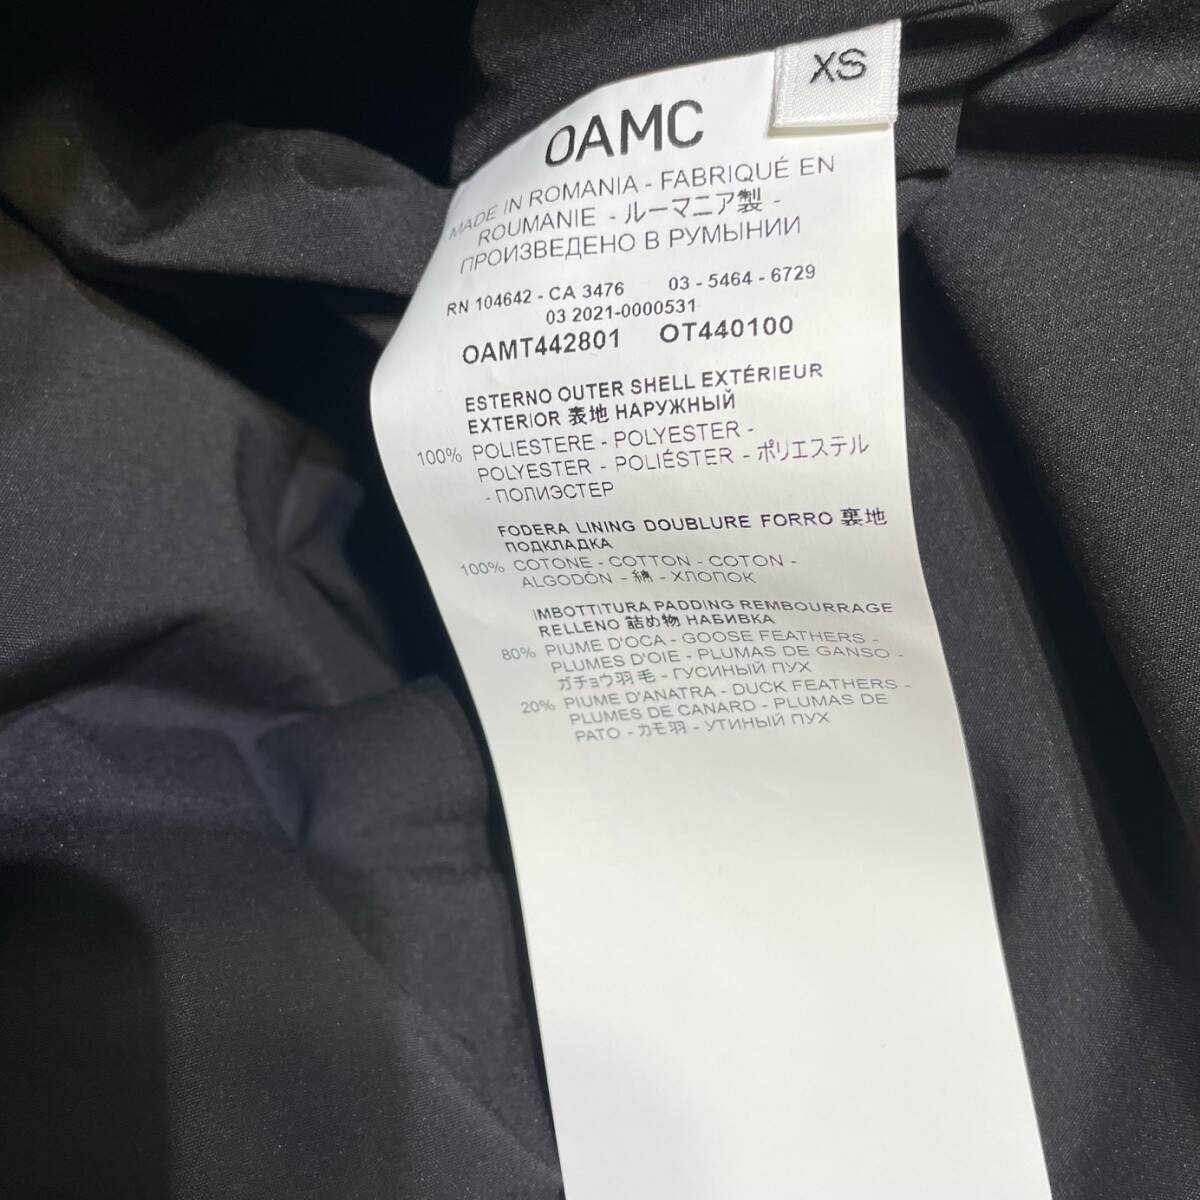 XS
OAMC
MADE IN ROMANIA - FABRIQUÉ EN
ROUMANIE - ルーマニア製 -
ПРОИЗВЕДЕНО В РУМЫНИИ
RN 104642 - CA 3476 03 - 5464 - 6729
03 2021-0000531
OAMT442801 OT440100
ESTERNO OUTER SHELL EXTÉRIEUR
EXTERIOR 表地 НАРУЖНЫЙ
100% POLIESTERE - POLYESTER -
POLYESTER - POLIÉSTER - ポリエステル
- ПОЛИЭСТЕР
FODERA LINING DOUBLURE FORRO 裏地
ПОДКЛАДКА
100% COTONE - COTTON - COTON -
ALGODÓN - 綿 - ХЛОПОК
IMBOTTITURA PADDING REMBOURRAGE
RELLENO 詰め物 НАБИВКА
80% PIUME D'OCA - GOOSE FEATHERS -
PLUMES D'OIE - PLUMAS DE GANSO -
ガチョウ羽毛 - ГУСИНЫЙ ПУХ
20% PIUME D'ANATRA - DUCK FEATHERS -
PLUMES DE CANARD - PLUMAS DE
PATO - カモ羽 - УТИНЫЙ ПУХ